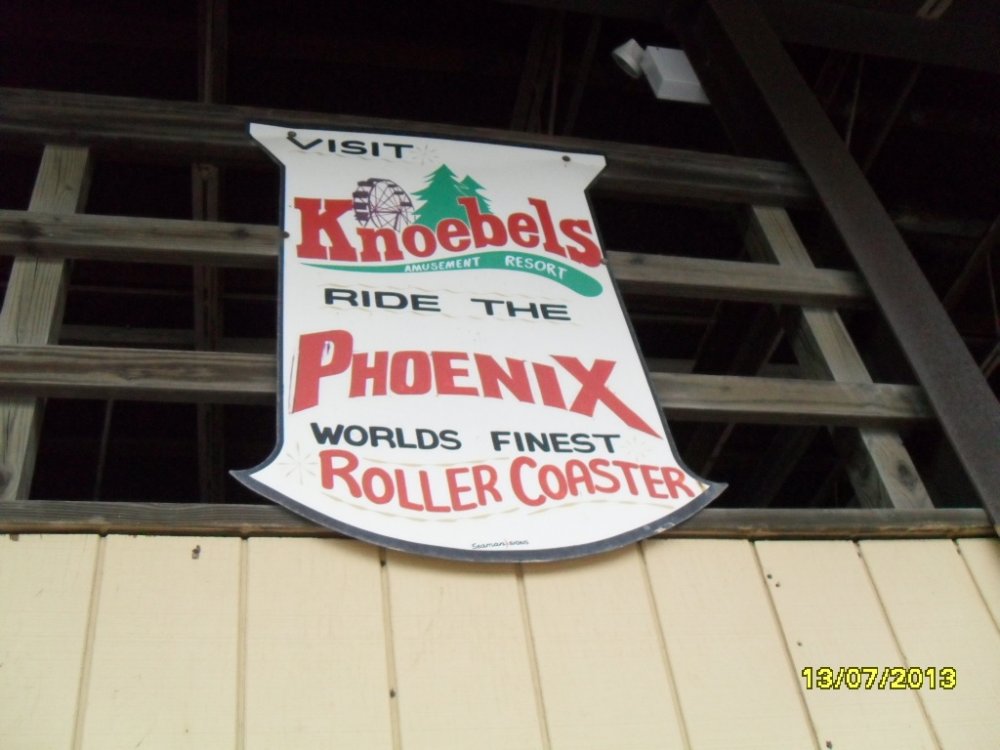 VISIT
Knoebels
AMUSEMENT RESORT
RIDE THE
PHOENIX
WORLDS FINEST
ROLLER COASTER
13/07/2013